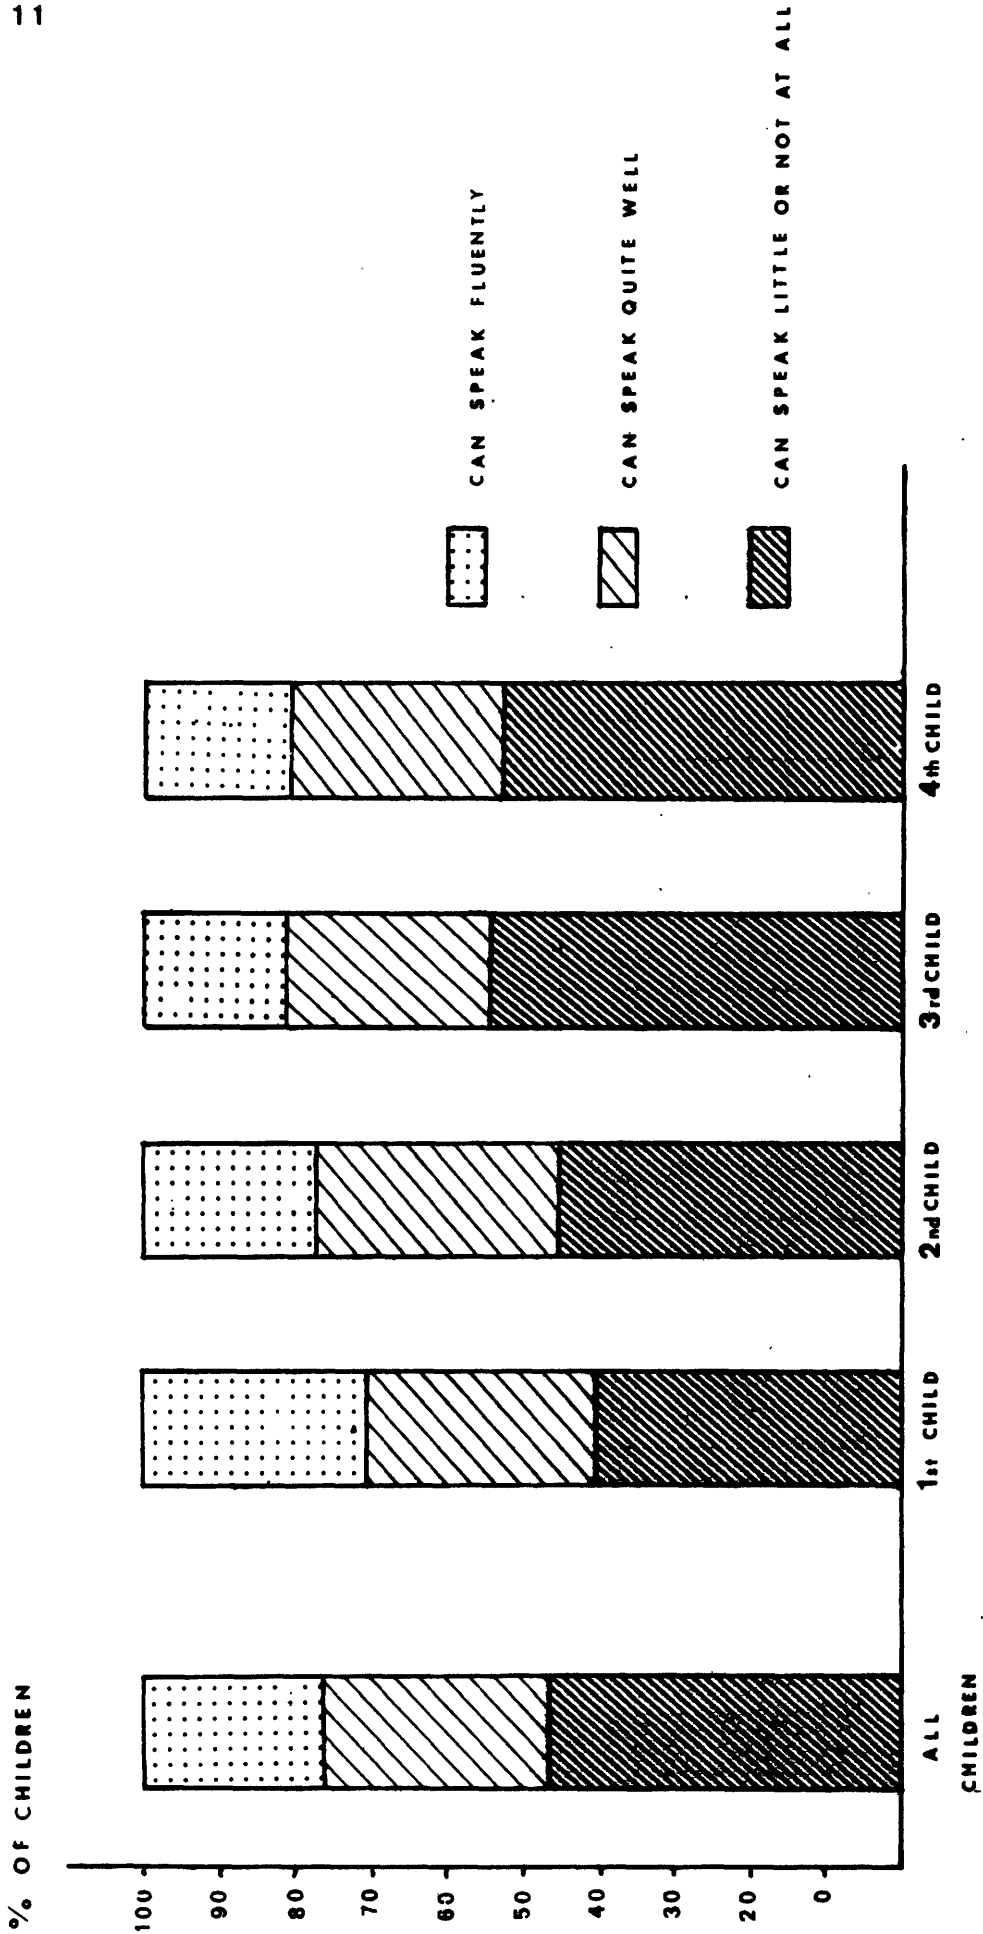 11
% OF CHILDREN
100
90
80
70
60
50
40
30
20
0
ALL
CHILDREN
1st CHILD
2nd CHILD
3rd CHILD
4th CHILD
CAN SPEAK FLUENTLY
CAN SPEAK QUITE WELL
CAN SPEAK LITTLE OR NOT AT ALL